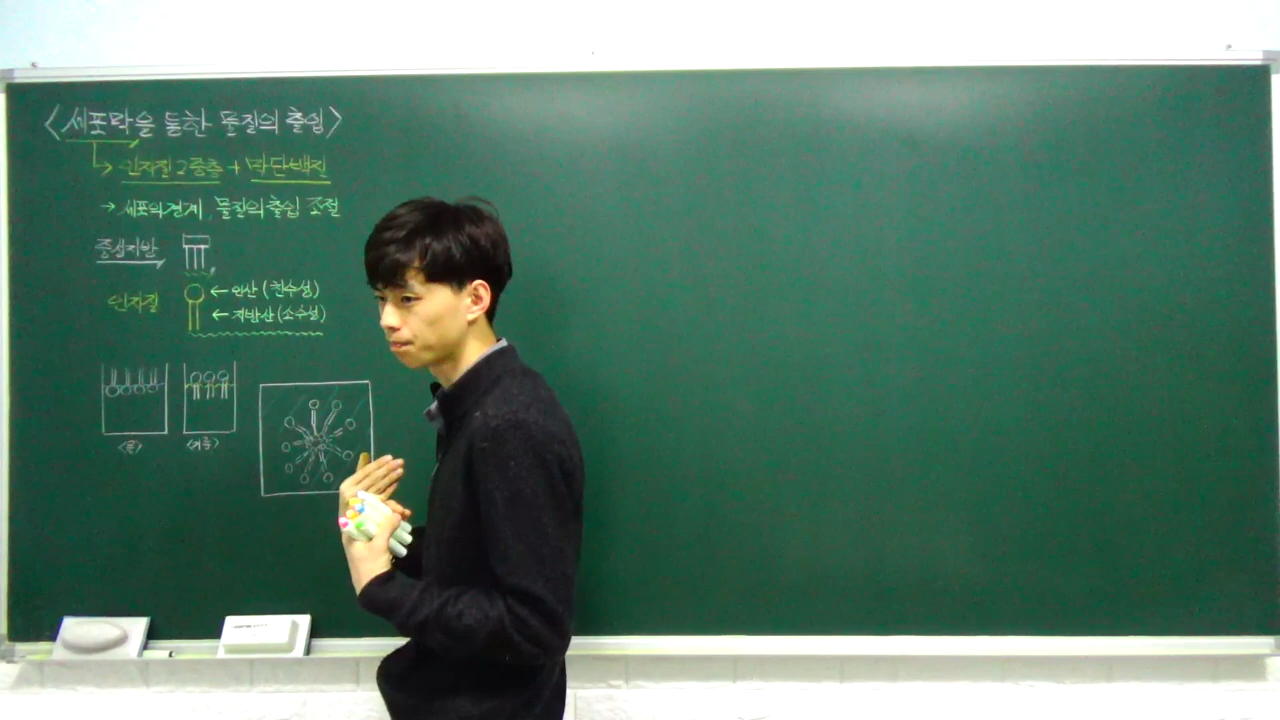 <세포막을 통한 물질의 출입>
→ 인지질 2중층 + 막단백질
→ 세포의 경계, 물질의 출입 조절
중성지방
인지질 ← 인산 (친수성)
← 지방산 (소수성)
<물> <기름>